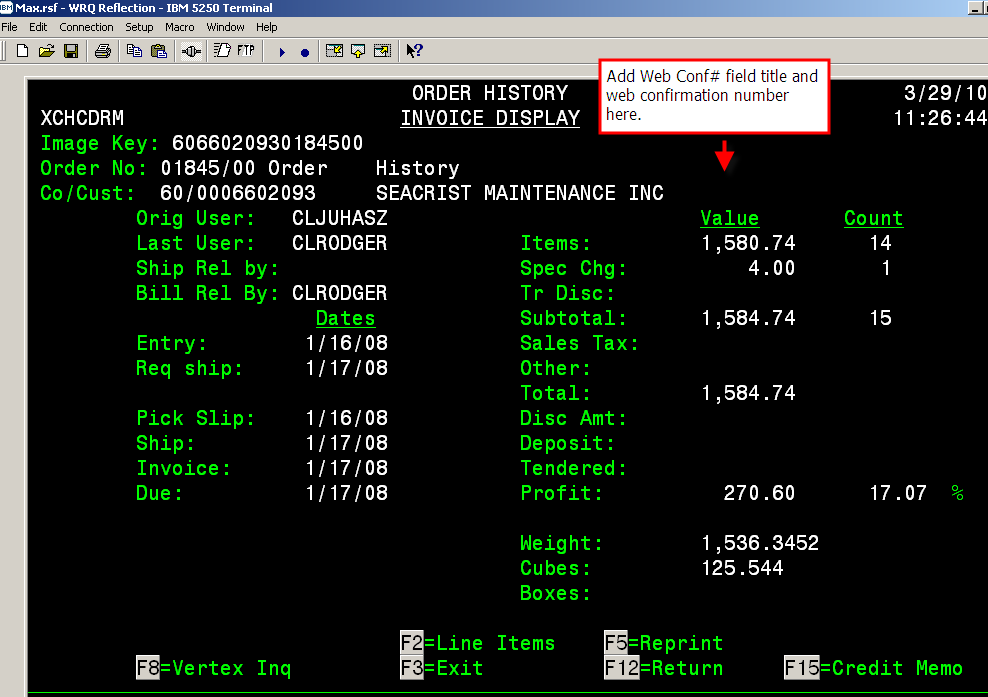 Max.rsf - WRQ Reflection - IBM 5250 Terminal
File Edit Connection Setup Macro Window Help
FTP
Add Web Conf# field title and
web confirmation number
here.
ORDER HISTORY 3/29/10
XCHCDRM INVOICE DISPLAY 11:26:44
Image Key: 6066020930184500
Order No: 01845/00 Order History
Co/Cust: 60/0006602093 SEACRIST MAINTENANCE INC
Orig User: CLJUHASZ Value Count
Last User: CLRODGER Items: 1,580.74 14
Ship Rel by: Spec Chg: 4.00 1
Bill Rel By: CLRODGER Tr Disc:
Dates Subtotal: 1,584.74 15
Entry: 1/16/08 Sales Tax:
Req ship: 1/17/08 Other:
Total: 1,584.74
Pick Slip: 1/16/08 Disc Amt:
Ship: 1/17/08 Deposit:
Invoice: 1/17/08 Tendered:
Due: 1/17/08 Profit: 270.60 17.07 %
Weight: 1,536.3452
Cubes: 125.544
Boxes:
F2=Line Items F5=Reprint
F8=Vertex Inq F3=Exit F12=Return F15=Credit Memo